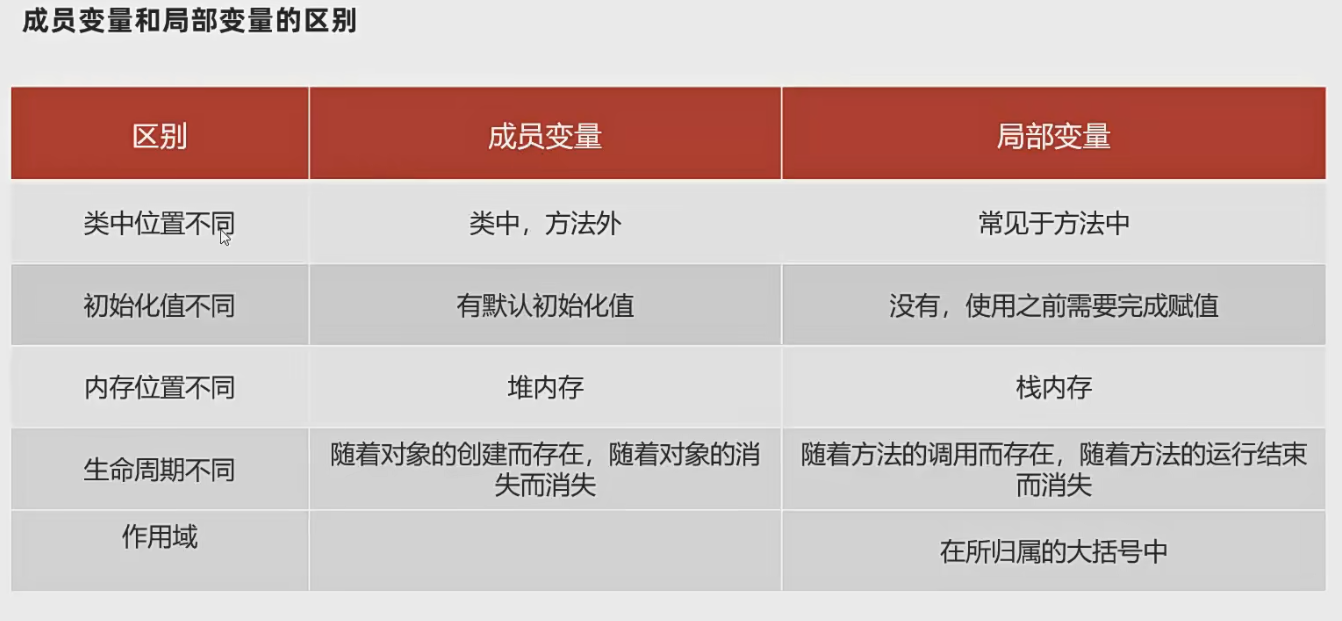 成员变量和局部变量的区别
区别 成员变量 局部变量
类中位置不同 类中，方法外 常见于方法中
初始化值不同 有默认初始化值 没有，使用之前需要完成赋值
内存位置不同 堆内存 栈内存
生命周期不同 随着对象的创建而存在，随着对象的消失而消失 随着方法的调用而存在，随着方法的运行结束而消失
作用域 在所归属的大括号中